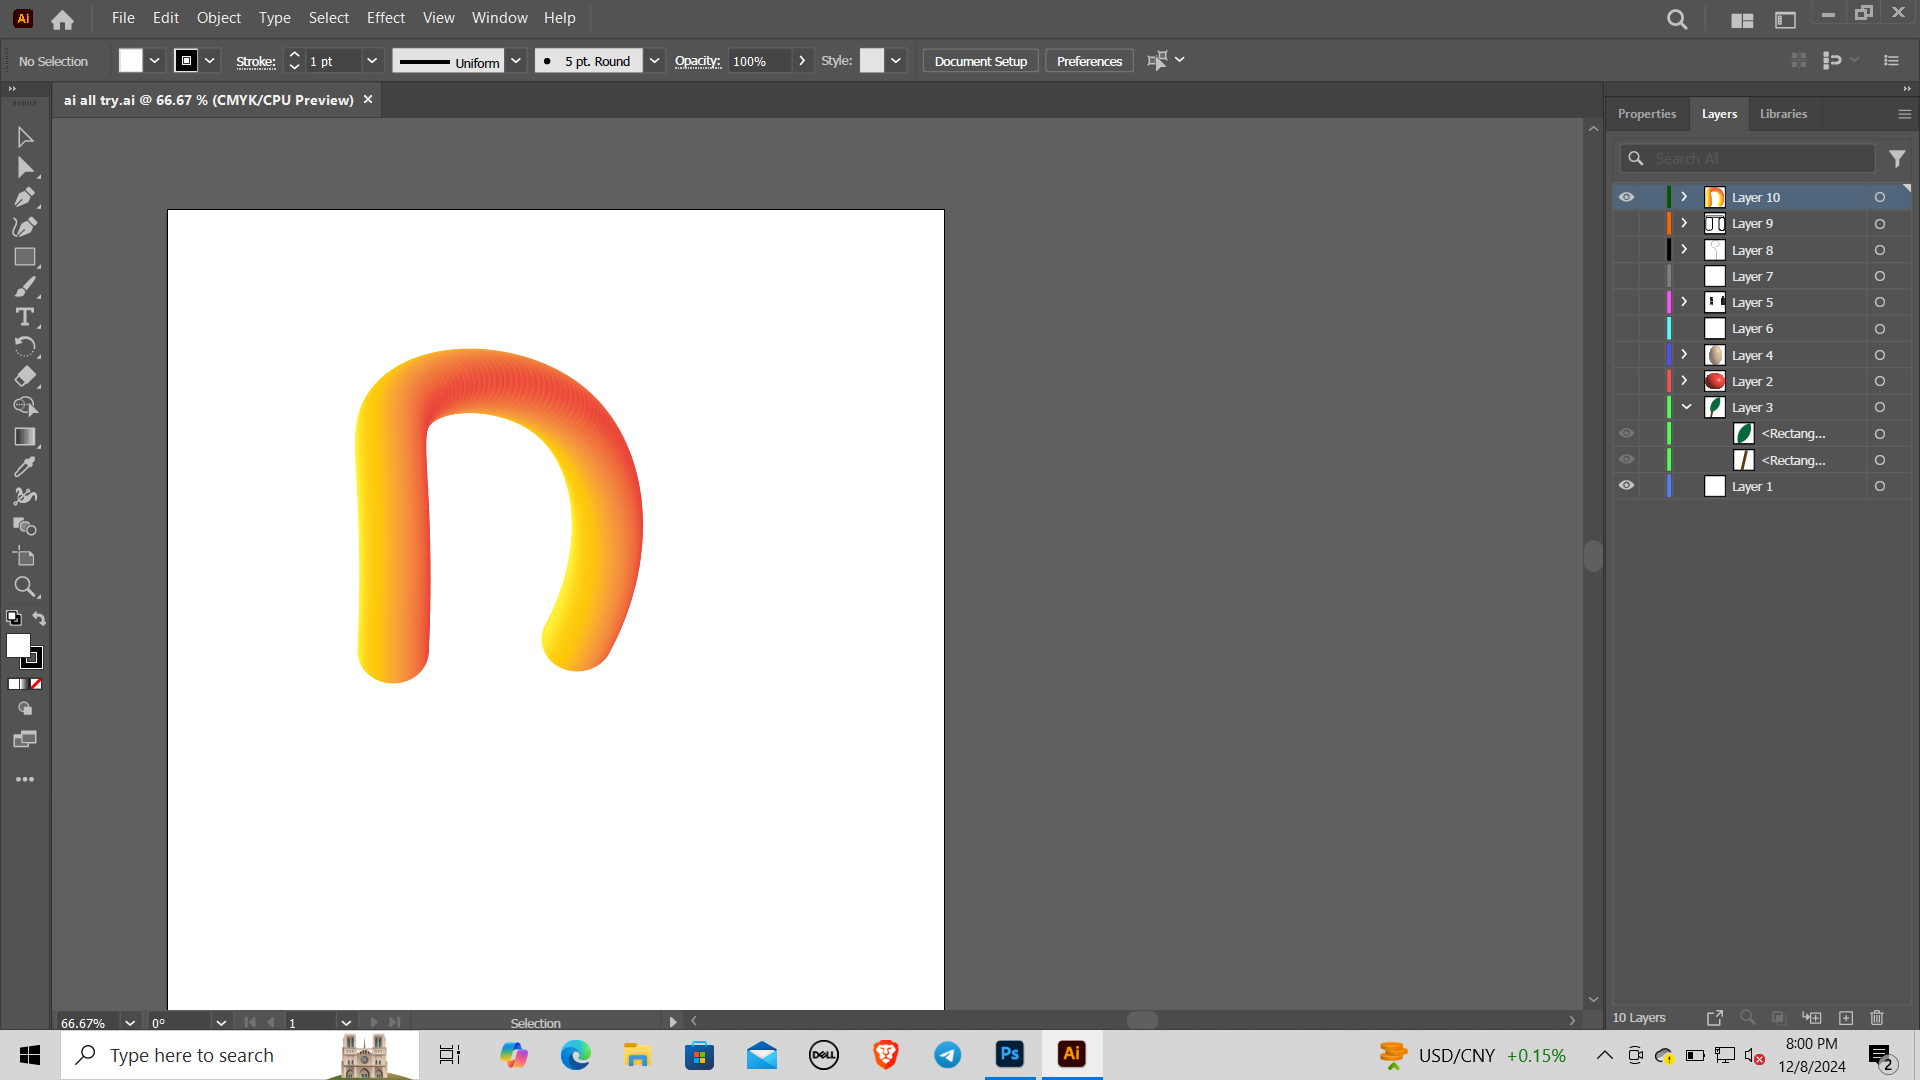 Ai File Edit Object Type Select Effect View Window Help
No Selection Stroke: 1 pt Uniform 5 pt. Round Opacity: 100% Style: Document Setup Preferences
ai all try.ai @ 66.67 % (CMYK/CPU Preview) ×
Properties Layers Libraries
Search All
Layer 10
Layer 9
Layer 8
Layer 7
Layer 5
Layer 6
Layer 4
Layer 2
Layer 3
<Rectang...
<Rectang...
Layer 1
66.67% 0° 1 Selection
10 Layers
Type here to search
DELL
Ps
Ai
USD/CNY +0.15%
8:00 PM
12/8/2024
2